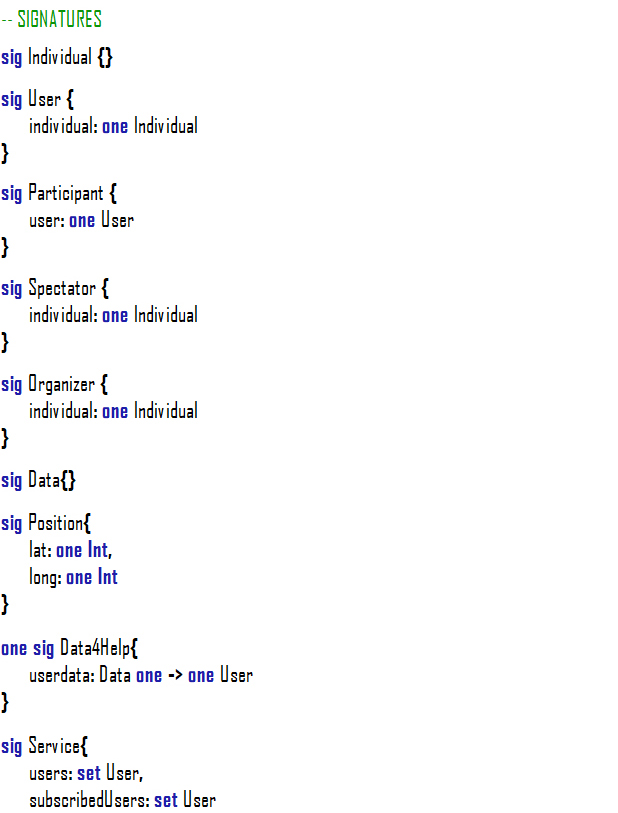 -- SIGNATURES
sig Individual {}
sig User {
individual: one Individual
}
sig Participant {
user: one User
}
sig Spectator {
individual: one Individual
}
sig Organizer {
individual: one Individual
}
sig Data{}
sig Position{
lat: one Int,
long: one Int
}
one sig Data4Help{
userdata: Data one -> one User
}
sig Service{
users: set User,
subscribedUsers: set User